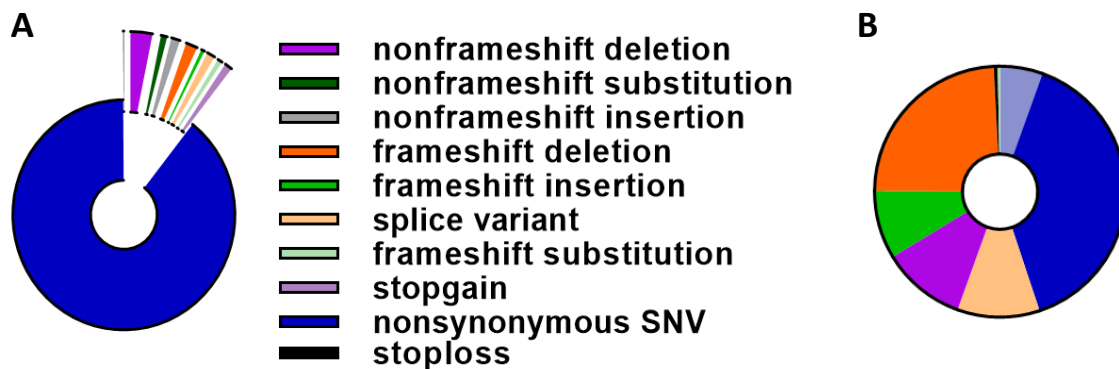 A
B
nonframeshift deletion
nonframeshift substitution
nonframeshift insertion
frameshift deletion
frameshift insertion
splice variant
frameshift substitution
stopgain
nonsynonymous SNV
stoploss